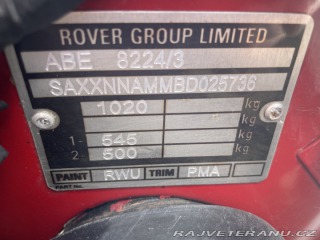 ROVER GROUP LIMITED
ABE 8224/3
SAXXNNAMMBD025736
1020 kg
kg
1- 545 kg
2 500 kg
PAINT RWU TRIM PMA
PART No.
RAJVETERANU.CZ